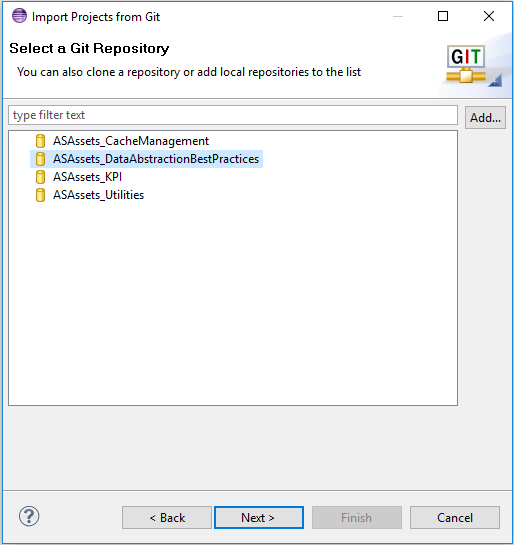 Import Projects from Git
Select a Git Repository
You can also clone a repository or add local repositories to the list
GIT
type filter text
Add...
ASAssets_CacheManagement
ASAssets_DataAbstractionBestPractices
ASAssets_KPI
ASAssets_Utilities
?
< Back
Next >
Finish
Cancel